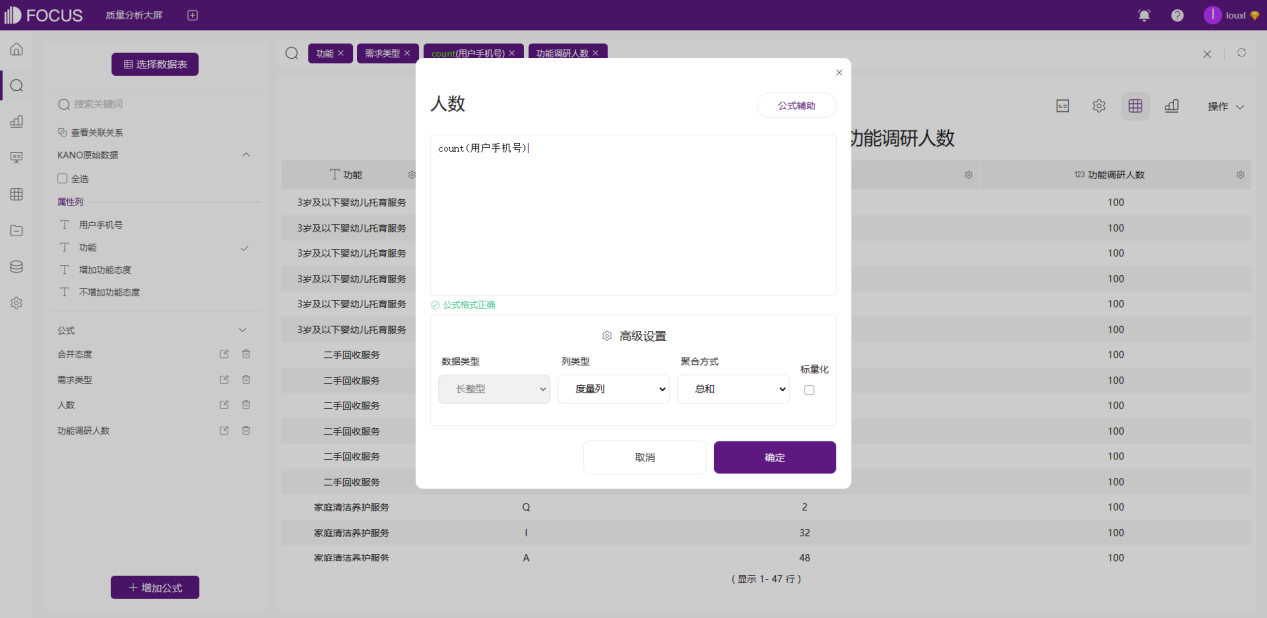 FOCUS 质量分析大屏 louxl
选择数据表
搜索关键词
查看关联关系
KANO原始数据
全选
属性列
用户手机号
功能
增加功能态度
不增加功能态度
公式
合并态度
需求类型
人数
功能调研人数
增加公式
功能 × 需求类型 × count(用户手机号) × 功能调研人数 ×
操作
功能调研人数
功能 123 功能调研人数
3岁及以下婴幼儿托育服务 100
3岁及以下婴幼儿托育服务 100
3岁及以下婴幼儿托育服务 100
3岁及以下婴幼儿托育服务 100
3岁及以下婴幼儿托育服务 100
3岁及以下婴幼儿托育服务 100
二手回收服务 100
二手回收服务 100
二手回收服务 100
二手回收服务 100
二手回收服务 100
二手回收服务 100
家庭清洁养护服务 Q 2 100
家庭清洁养护服务 I 32 100
家庭清洁养护服务 A 48 100
(显示 1- 47 行)
人数
公式辅助
count(用户手机号)
公式格式正确
高级设置
数据类型 列类型 聚合方式 标量化
长整型 度量列 总和
取消 确定